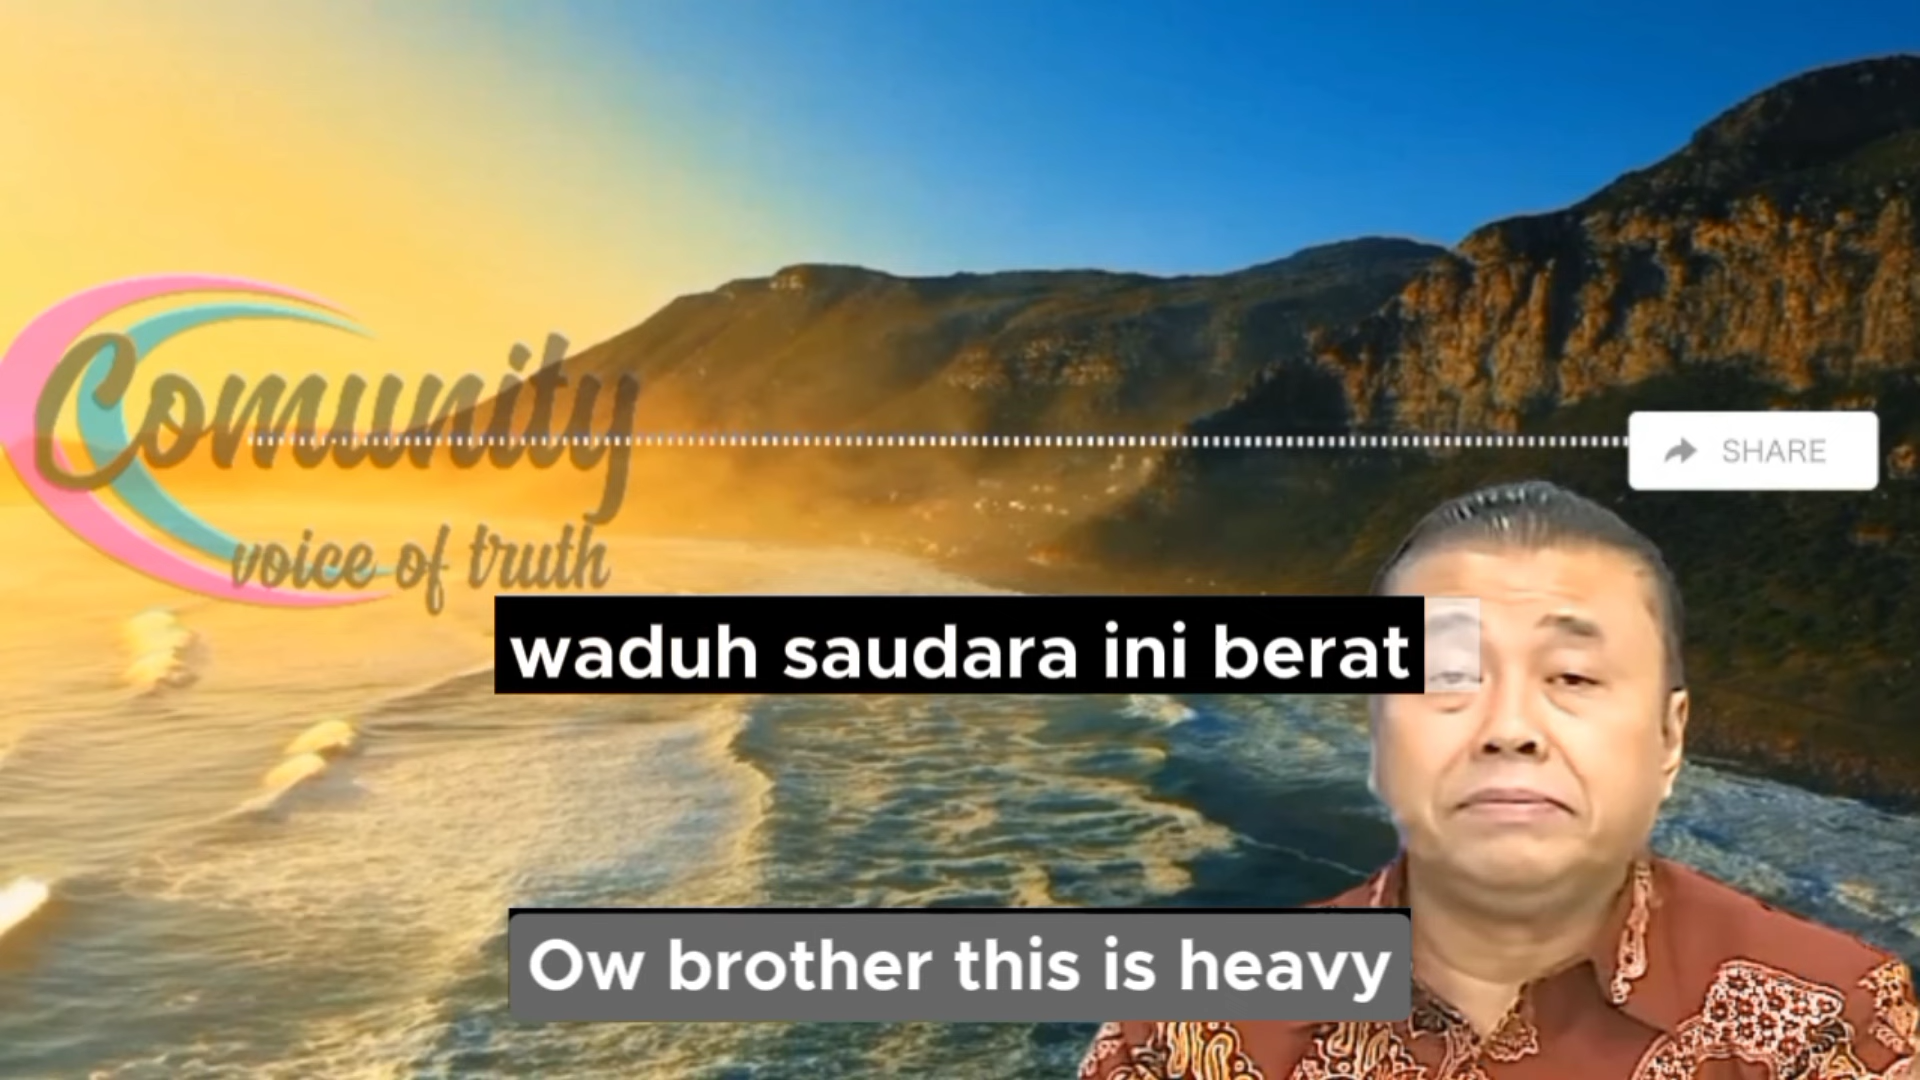 Comunity
voice of truth
SHARE
waduh saudara ini berat
Ow brother this is heavy